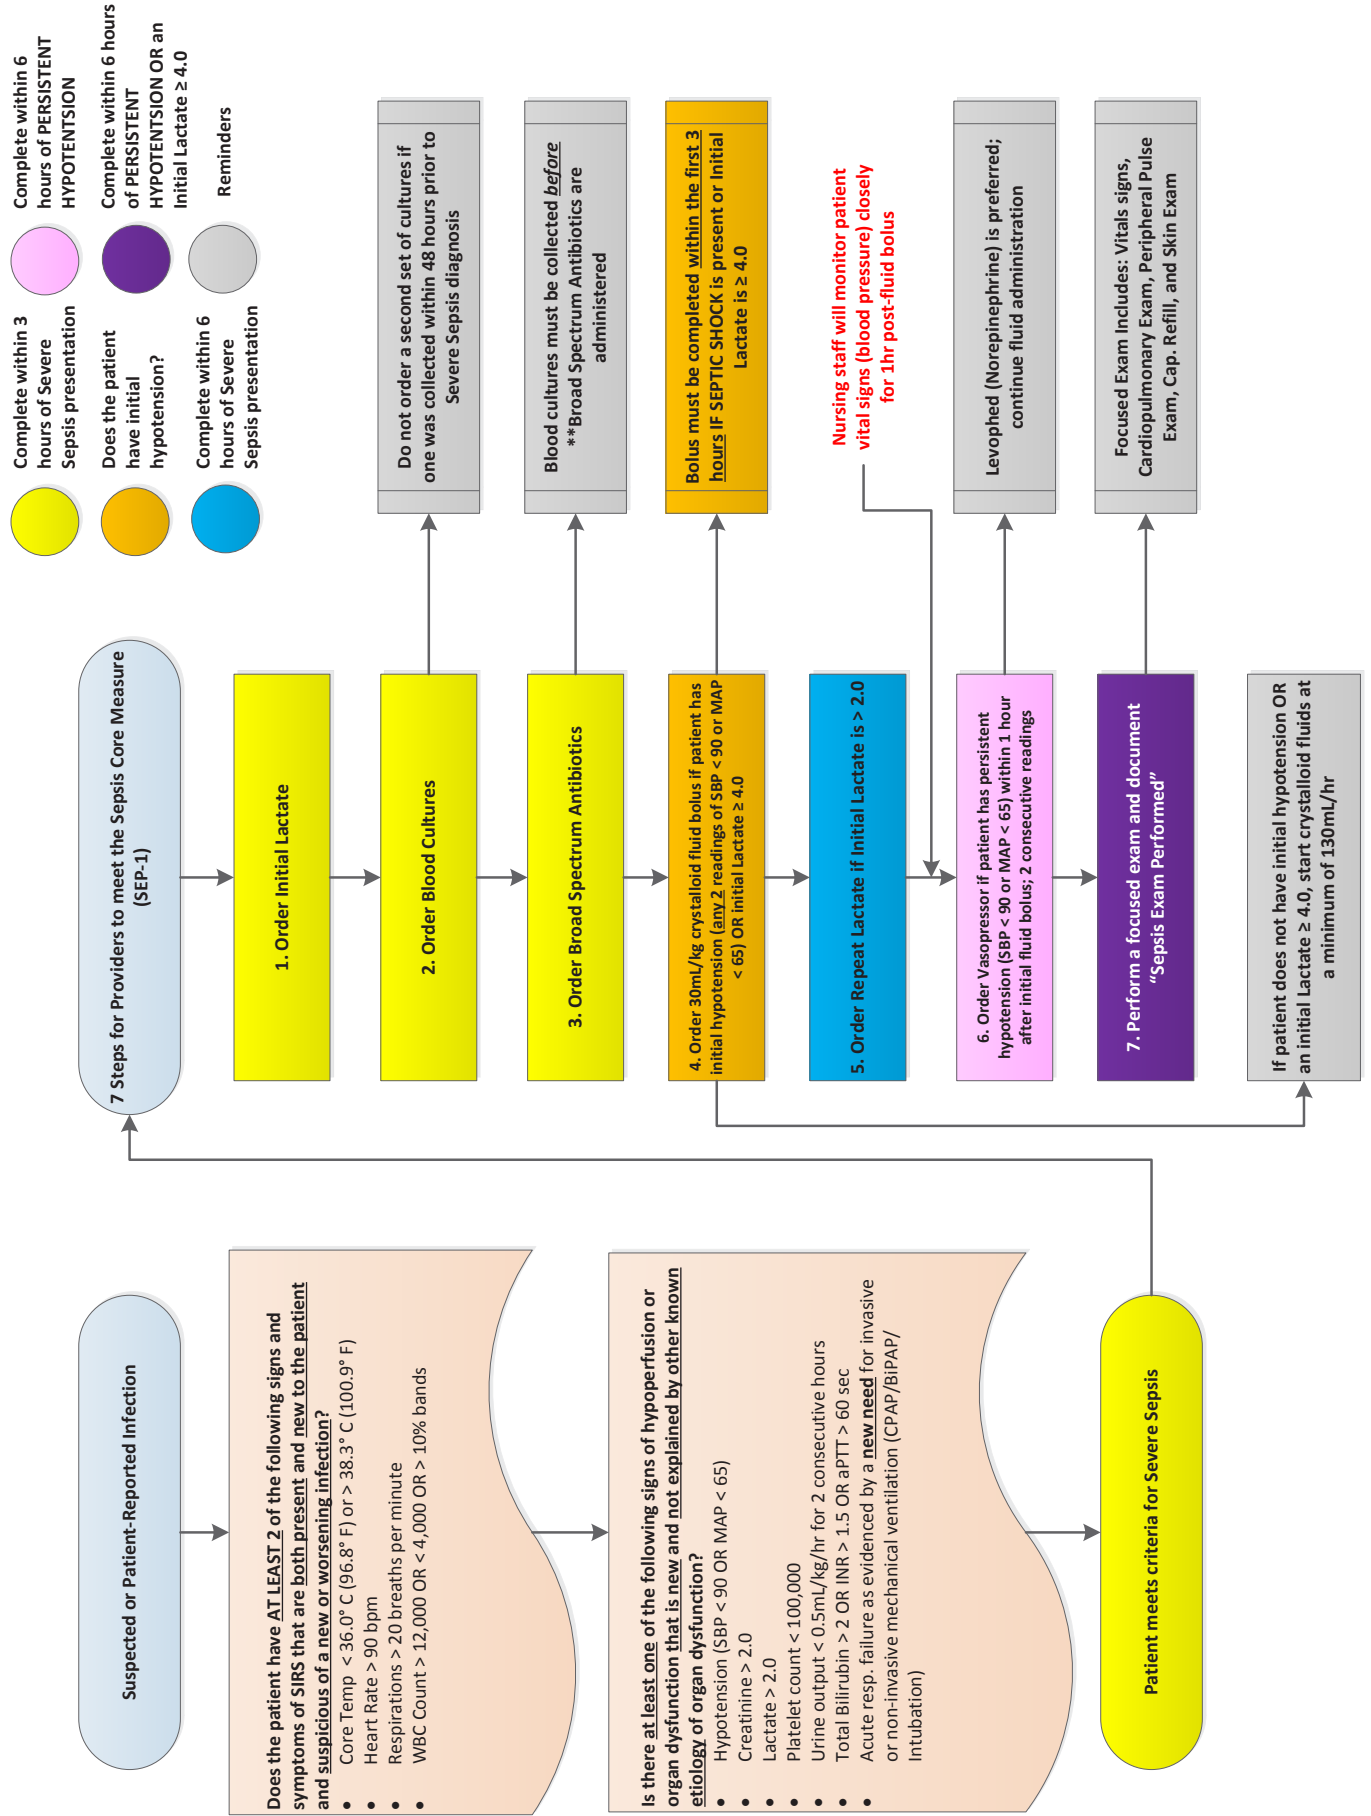 Suspected or Patient-Reported Infection
Does the patient have AT LEAST 2 of the following signs and
symptoms of SIRS that are both present and new to the patient
and suspicious of a new or worsening infection?
• Core Temp < 36.0° C (96.8° F) or > 38.3° C (100.9° F)
• Heart Rate > 90 bpm
• Respirations > 20 breaths per minute
• WBC Count > 12,000 OR < 4,000 OR > 10% bands
Is there at least one of the following signs of hypoperfusion or
organ dysfunction that is new and not explained by other known
etiology of organ dysfunction?
• Hypotension (SBP < 90 OR MAP < 65)
• Creatinine > 2.0
• Lactate > 2.0
• Platelet count < 100,000
• Urine output < 0.5mL/kg/hr for 2 consecutive hours
• Total Bilirubin > 2 OR INR > 1.5 OR aPTT > 60 sec
• Acute resp. failure as evidenced by a new need for invasive
or non-invasive mechanical ventilation (CPAP/BiPAP/
Intubation)
Patient meets criteria for Severe Sepsis
7 Steps for Providers to meet the Sepsis Core Measure
(SEP-1)
1. Order Initial Lactate
2. Order Blood Cultures
3. Order Broad Spectrum Antibiotics
4. Order 30mL/kg crystalloid fluid bolus if patient has
initial hypotension (any 2 readings of SBP < 90 or MAP
< 65) OR initial Lactate ≥ 4.0
5. Order Repeat Lactate if Initial Lactate is > 2.0
6. Order Vasopressor if patient has persistent
hypotension (SBP < 90 or MAP < 65) within 1 hour
after initial fluid bolus; 2 consecutive readings
7. Perform a focused exam and document
“Sepsis Exam Performed”
If patient does not have initial hypotension OR
an initial Lactate ≥ 4.0, start crystalloid fluids at
a minimum of 130mL/hr
Complete within 3
hours of Severe
Sepsis presentation
Does the patient
have initial
hypotension?
Complete within 6
hours of Severe
Sepsis presentation
Complete within 6
hours of PERSISTENT
HYPOTENTSION
Complete within 6 hours
of PERSISTENT
HYPOTENTSION OR an
Initial Lactate ≥ 4.0
Reminders
Do not order a second set of cultures if
one was collected within 48 hours prior to
Severe Sepsis diagnosis
Blood cultures must be collected before
**Broad Spectrum Antibiotics are
administered
Bolus must be completed within the first 3
hours IF SEPTIC SHOCK is present or Initial
Lactate is ≥ 4.0
Nursing staff will monitor patient
vital signs (blood pressure) closely
for 1hr post-fluid bolus
Levophed (Norepinephrine) is preferred;
continue fluid administration
Focused Exam Includes: Vitals signs,
Cardiopulmonary Exam, Peripheral Pulse
Exam, Cap. Refill, and Skin Exam